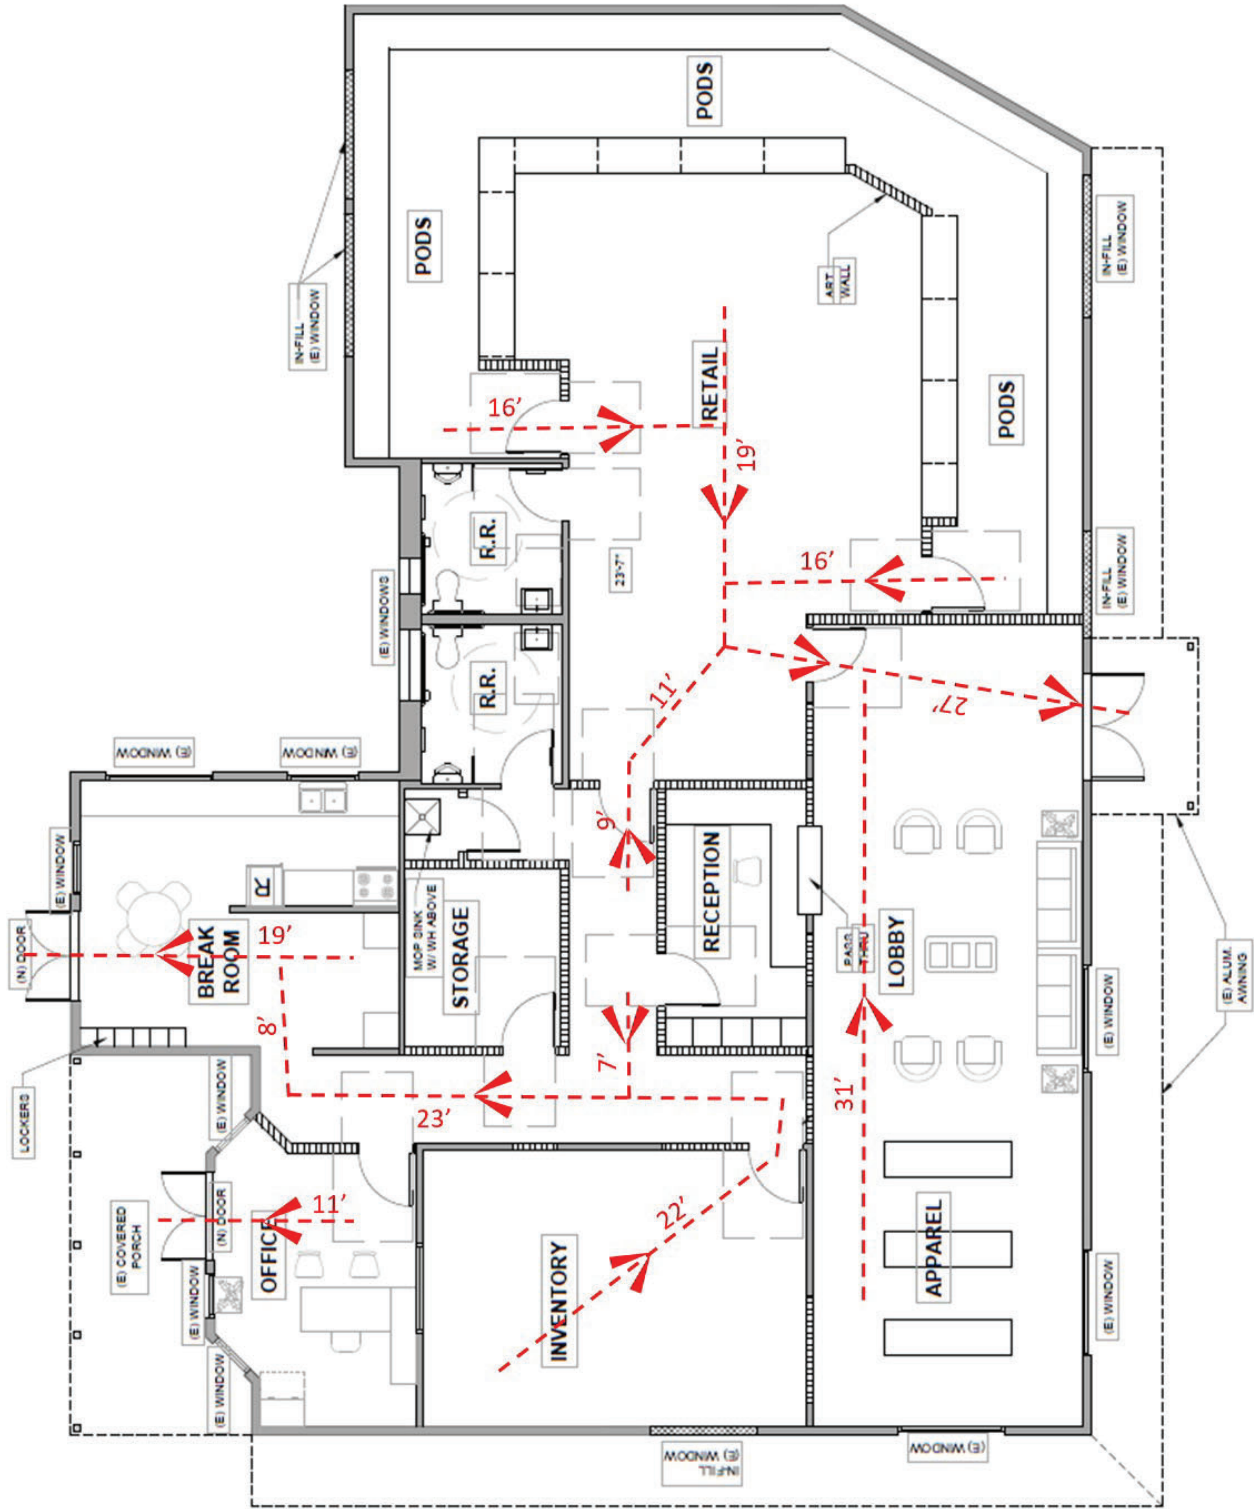 PODS
PODS
IN-FILL
(E) WINDOW
IN-FILL
(E) WINDOW
ART
WALL
RETAIL
16'
PODS
19'
R.R.
23'-7"
16'
IN-FILL
(E) WINDOW
(E) WINDOWS
R.R.
11'
27'
(E) WINDOW
(E) WINDOW
(E) WINDOW
9'
R
RECEPTION
MOP SINK
W/ WH ABOVE
STORAGE
PASS
THRU
LOBBY
(N) DOOR
BREAK
ROOM
19'
(E) ALUM.
AWNING
(E) WINDOW
8'
7'
LOCKERS
(E) WINDOW
23'
31'
(E) COVERED
PORCH
(N) DOOR
OFFICE
11'
22'
APPAREL
INVENTORY
(E) WINDOW
(E) WINDOW
(E) WINDOW
IN-FILL
(E) WINDOW
(E) WINDOW